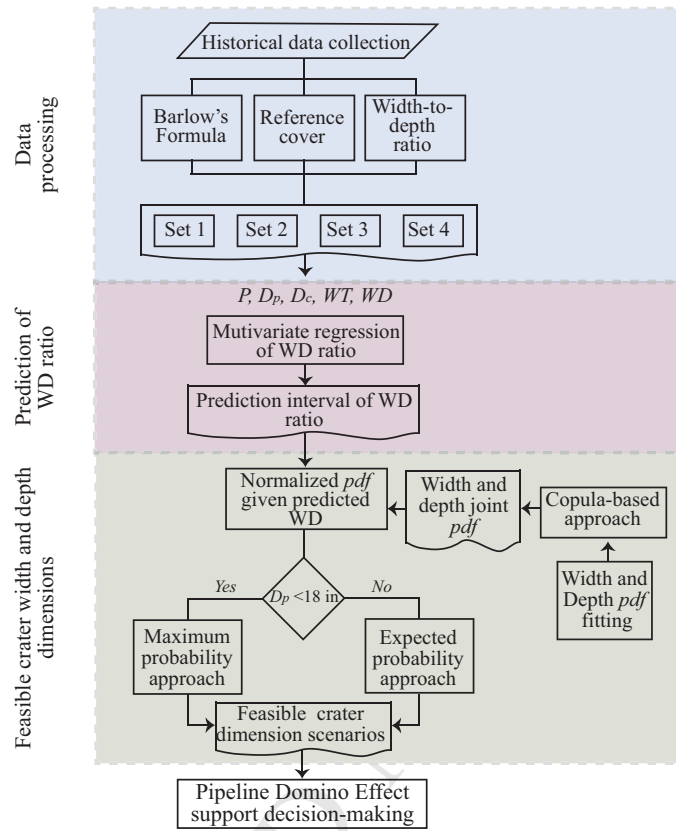 Data
processing
Historical data collection
Barlow's
Formula
Reference
cover
Width-to-
depth
ratio
Set 1
Set 2
Set 3
Set 4
Prediction of
WD ratio
P, Dp, Dc, WT, WD
Mutivariate regression
of WD ratio
Prediction interval of WD
ratio
Feasible crater width and depth
dimensions
Normalized pdf
given predicted
WD
Width and
depth joint
pdf
Copula-based
approach
Width and
Depth pdf
fitting
Yes
Dp <18 in
No
Maximum
probability
approach
Expected
probability
approach
Feasible crater
dimension scenarios
Pipeline Domino Effect
support decision-making